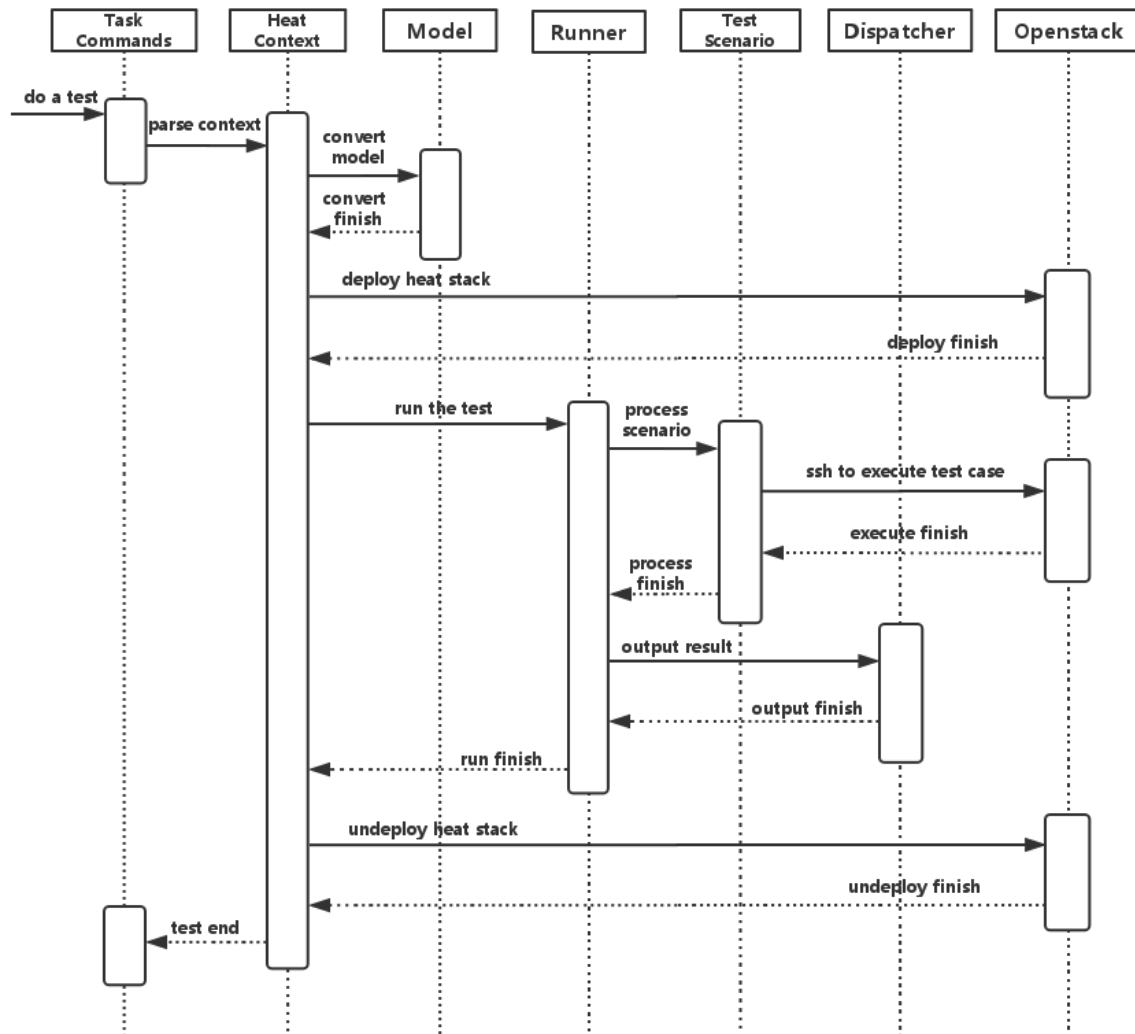 Task
Commands
Heat
Context
Model
Runner
Test
Scenario
Dispatcher
Openstack
do a test
parse context
convert
model
convert
finish
deploy heat stack
deploy finish
run the test
process
scenario
ssh to execute test case
execute finish
process
finish
output result
output finish
run finish
undeploy heat stack
undeploy finish
test end